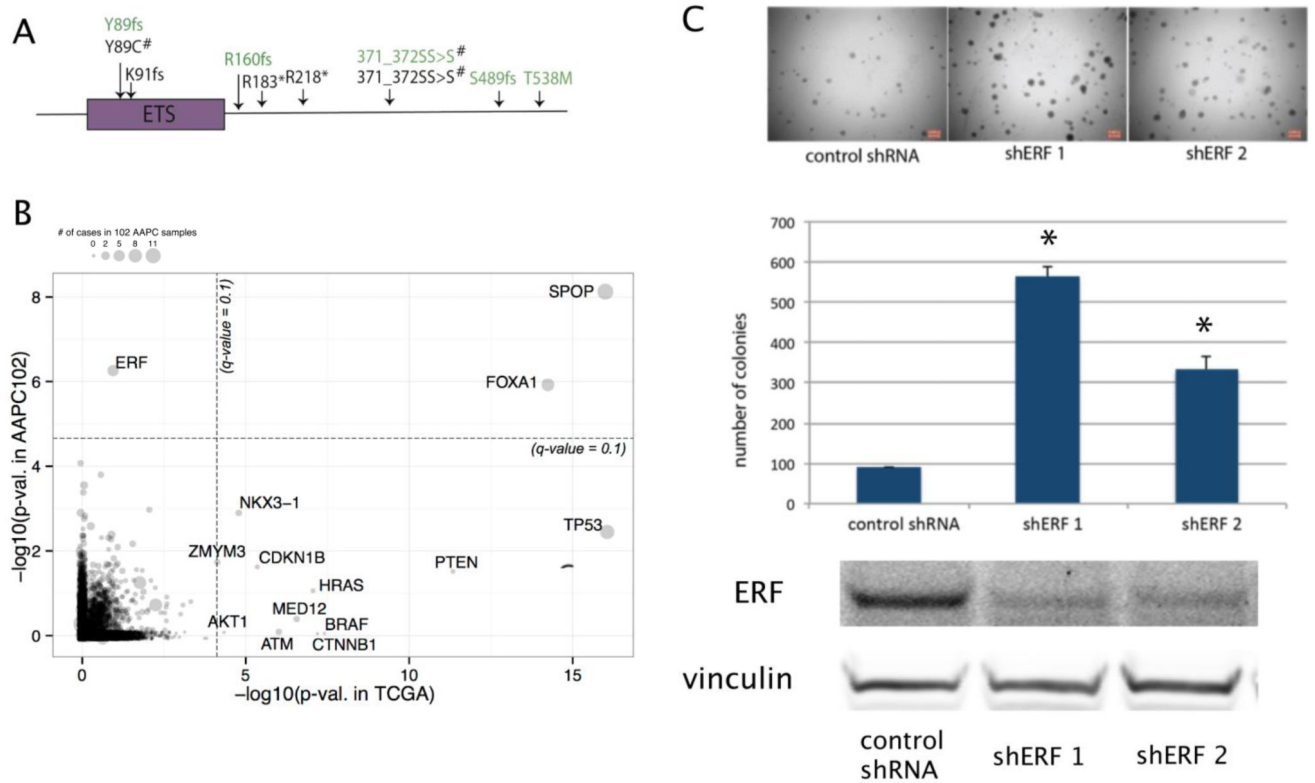 A
Y89fs
Y89C#
K91fs
R160fs
R183*
R218*
371_372SS>S#
371_372SS>S#
S489fs
T538M
ETS
B
# of cases in 102 AAPC samples
0 2 5 8 11
−log10(p-val. in AAPC102)
8
6
4
2
0
(q-value = 0.1)
SPOP
ERF
FOXA1
(q-value = 0.1)
NKX3−1
TP53
ZMYM3
CDKN1B
PTEN
HRAS
MED12
AKT1
BRAF
ATM
CTNNB1
0 5 10 15
−log10(p-val. in TCGA)
C
control shRNA shERF 1 shERF 2
number of colonies
700
600
500
400
300
200
100
0
*
*
control shRNA shERF 1 shERF 2
ERF
vinculin
control
shRNA
shERF 1
shERF 2